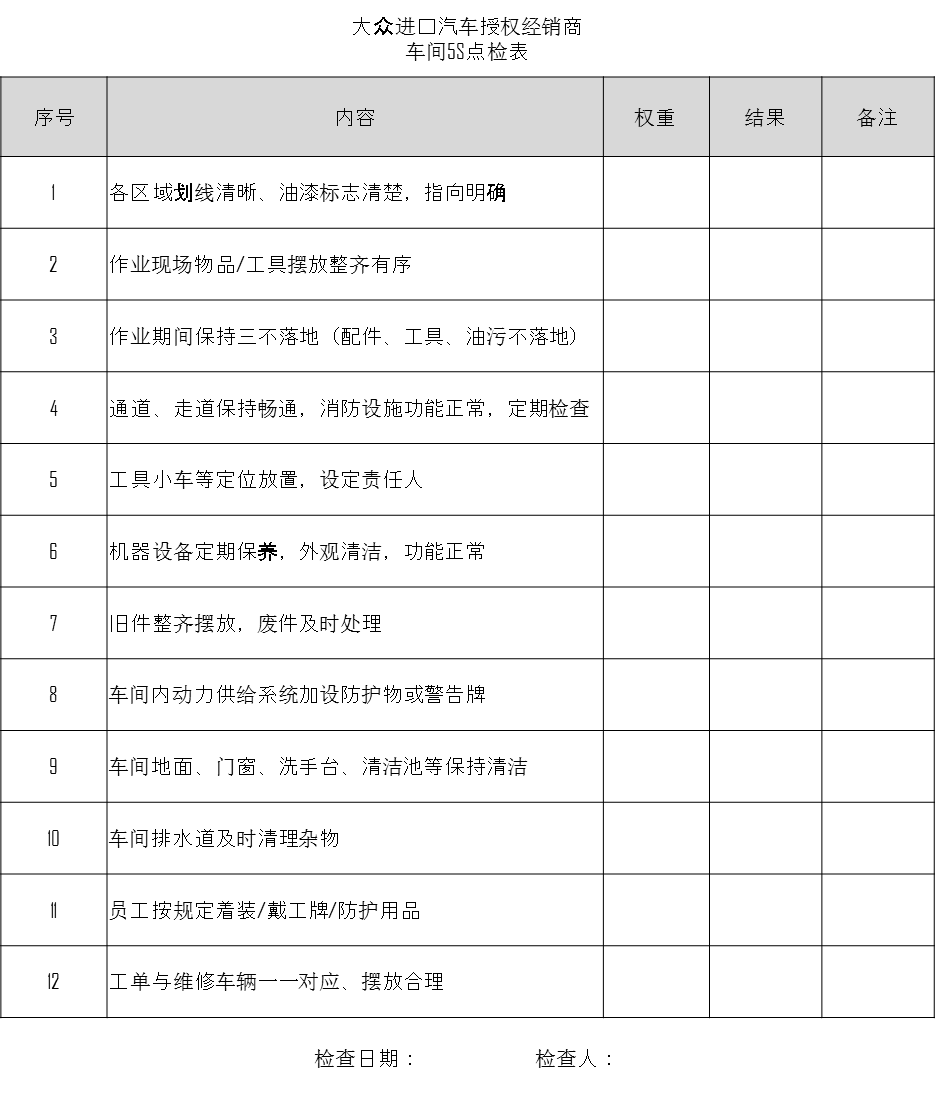 大众进口汽车授权经销商
车间5S点检表
序号 内容 权重 结果 备注
1 各区域划线清晰、油漆标志清楚，指向明确
2 作业现场物品/工具摆放整齐有序
3 作业期间保持三不落地（配件、工具、油污不落地）
4 通道、走道保持畅通，消防设施功能正常，定期检查
5 工具小车等定位放置，设定责任人
6 机器设备定期保养，外观清洁，功能正常
7 旧件整齐摆放，废件及时处理
8 车间内动力供给系统加设防护物或警告牌
9 车间地面、门窗、洗手台、清洁池等保持清洁
10 车间排水道及时清理杂物
11 员工按规定着装/戴工牌/防护用品
12 工单与维修车辆一一对应、摆放合理
检查日期： 检查人：